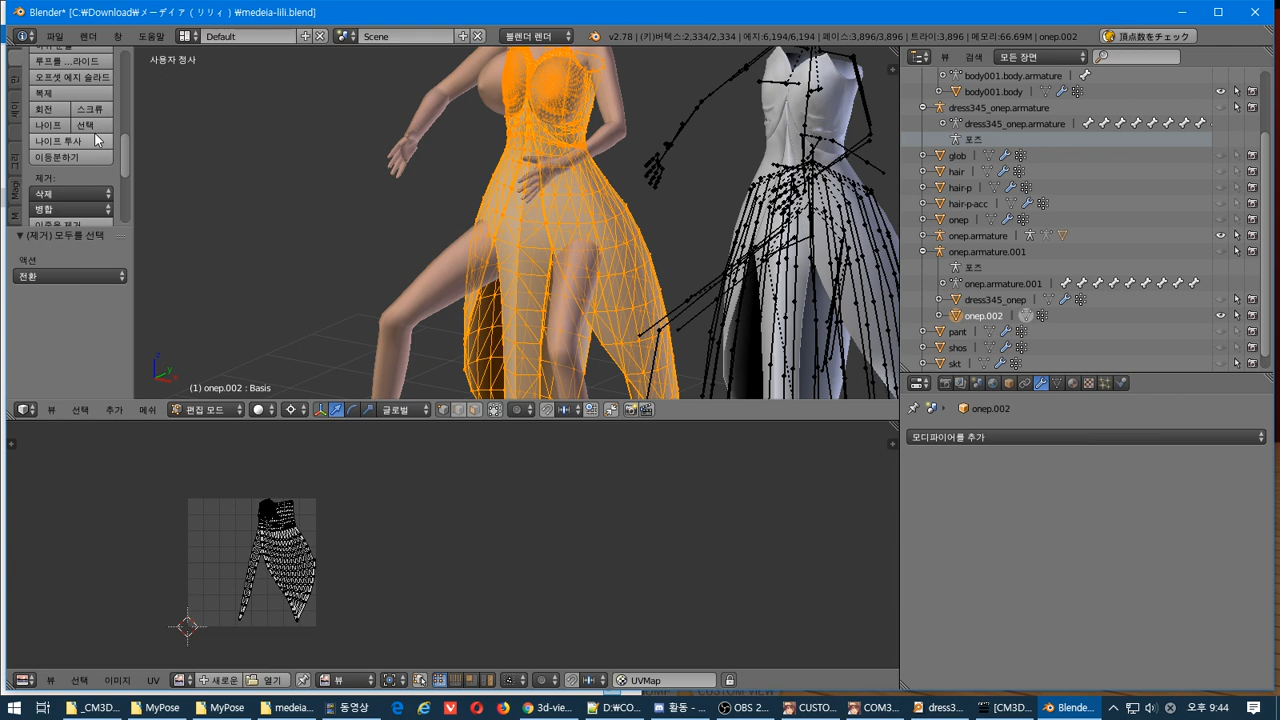 Blender* [C:₩Download₩メーデイア ( リリィ )₩medeia-lili.blend]
파일 렌더 창 도움말 Default Scene 블렌더 렌더 v2.78 | (키)버텍스:2,334/2,334 | 에지:6,194/6,194 | 페이스:3,896/3,896 | 트라이:3,896 | 메모리:66.69M | onep.002 頂点数をチェック
루프를 ...라이드
오프셋 에지 슬라드
복제
회전 스크류
나이프 선택
나이프 투사
이등분하기
제거:
삭제
병합
▼ (제거) 모두를 선택
액션
전환
사용자 정사
(1) onep.002 : Basis
뷰 선택 추가 메쉬 편집 모드 글로벌
뷰 검색 모든 장면
body001.body.armature
body001.body
dress345_onep.armature
dress345_onep.armature
포즈
glob
hair
hair-p
hair-p-acc
onep
onep.armature
onep.armature.001
포즈
onep.armature.001
dress345_onep
onep.002
pant
shos
skt
onep.002
모디파이어를 추가
뷰 선택 이미지 UV 새로운 열기 뷰 UVMap
CUSTOM VIEW
_CM3D... MyPose MyPose medeia... 동영상 3d-vie... D:₩CO... 활동 - ... OBS 2... CUSTO... COM3... dress3... [CM3D... Blende... 오후 9:44